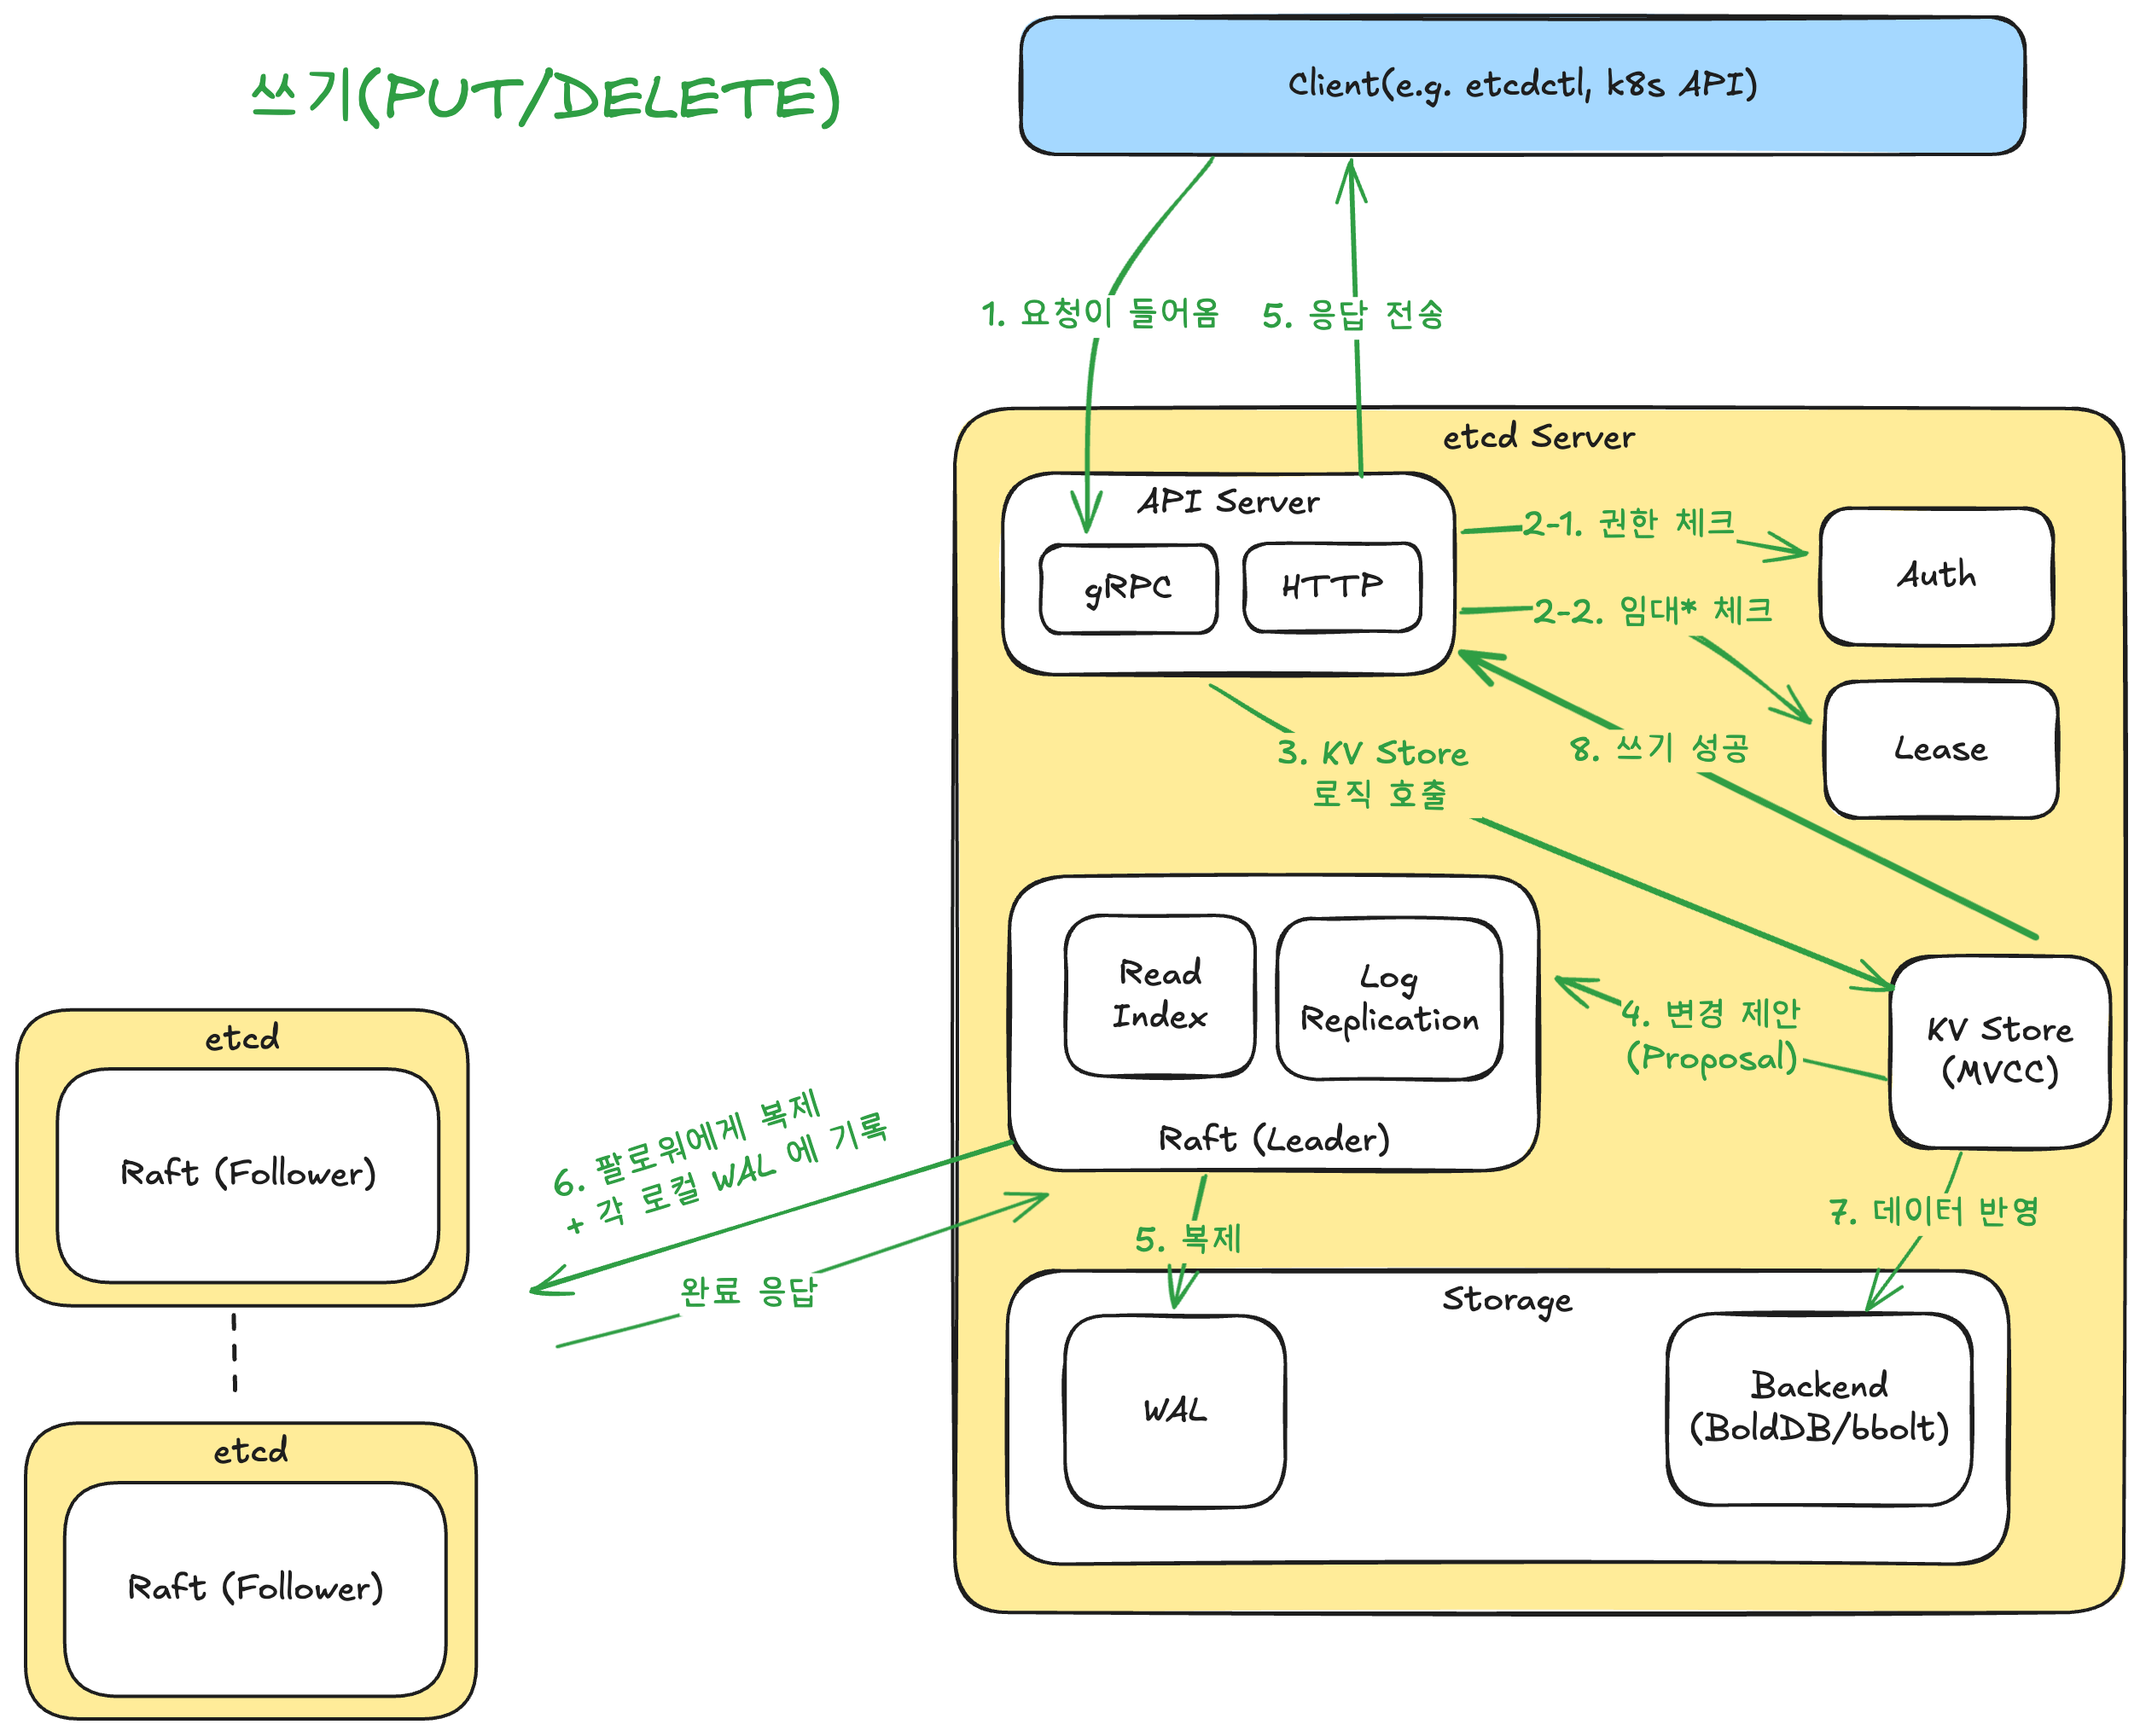 쓰기(PUT/DELETE)
Client(e.g. etcdctl, k8s API)
1. 요청이 들어옴
5. 응답 전송
etcd Server
API Server
gRPC
HTTP
2-1. 권한 체크
Auth
2-2. 임대* 체크
Lease
3. KV Store
로직 호출
8. 쓰기 성공
Read
Index
Log
Replication
Raft (Leader)
4. 변경 제안
(Proposal)
KV Store
(MVCC)
etcd
Raft (Follower)
6. 팔로워에게 복제
+ 각 로컬 WAL 에 기록
완료 응답
5. 복제
7. 데이터 반영
Storage
WAL
Backend
(BoldDB/bbolt)
etcd
Raft (Follower)